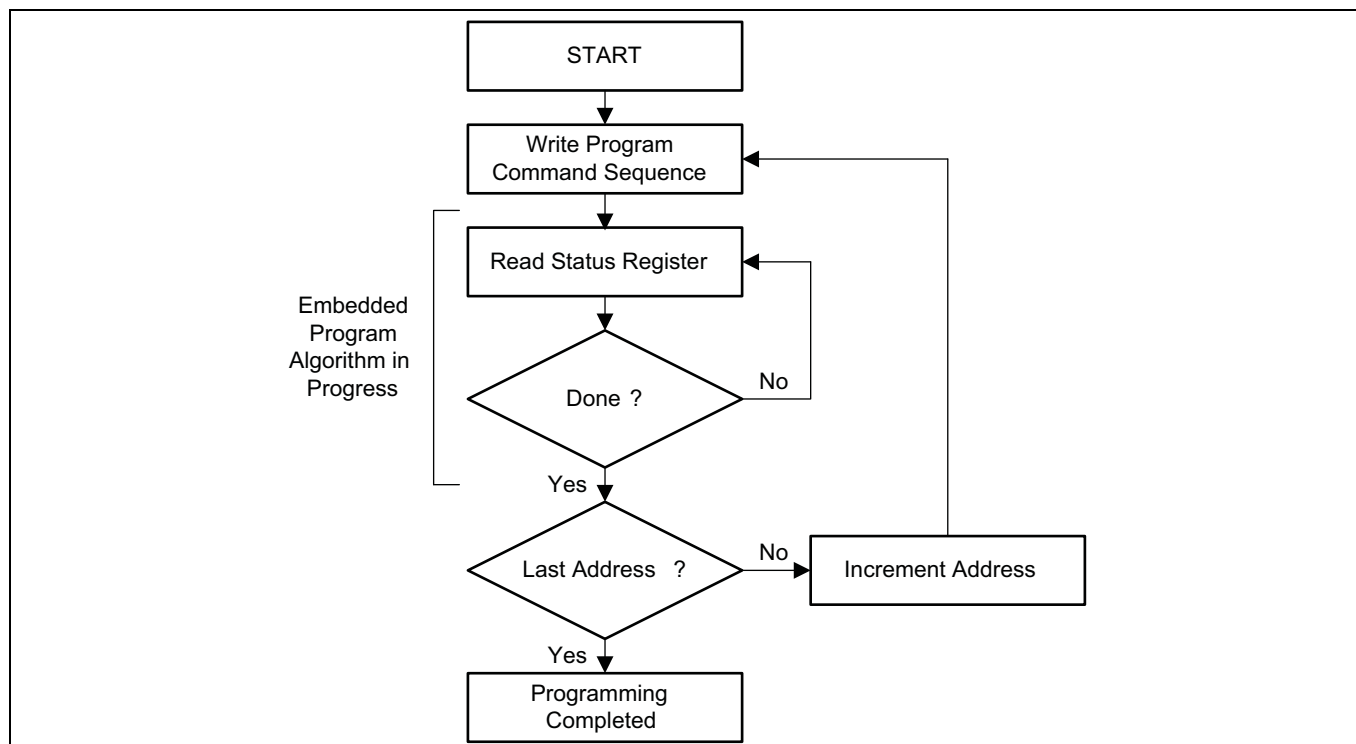 START
Write Program
Command Sequence
Read Status Register
Embedded
Program
Algorithm in
Progress
Done ?
No
Yes
Last Address ?
No
Increment Address
Yes
Programming
Completed